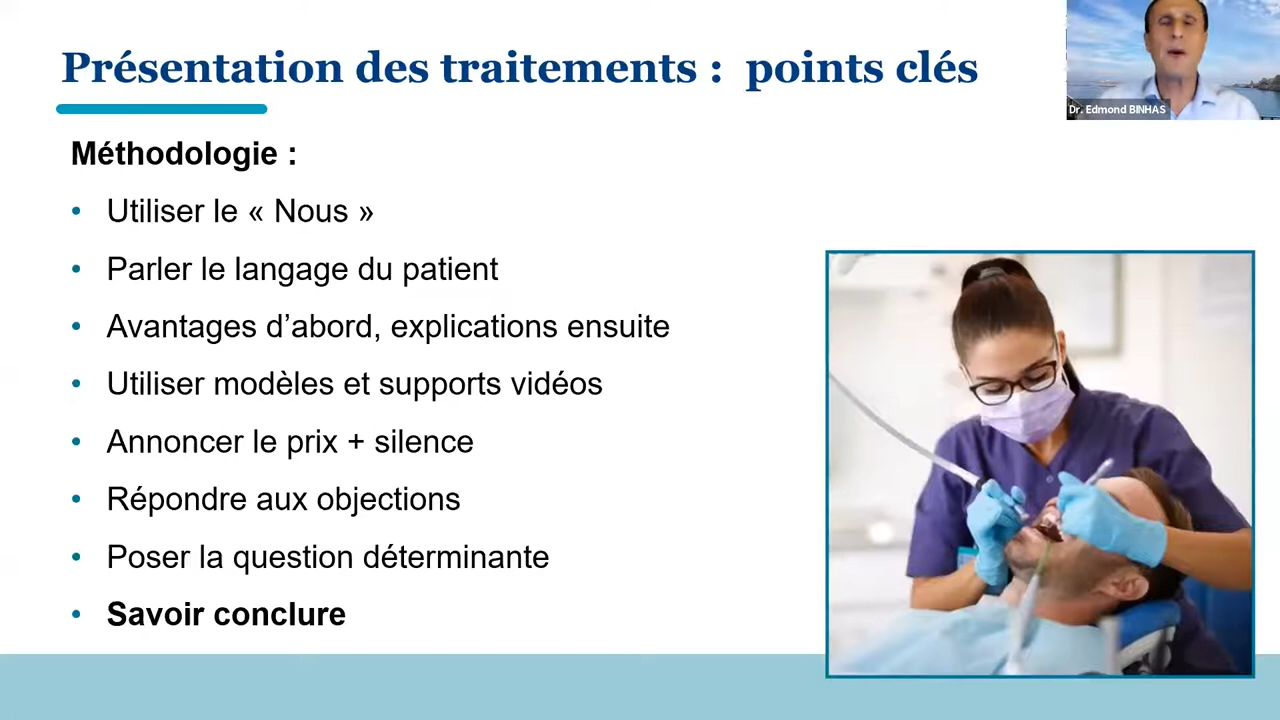 Présentation des traitements : points clés
Dr. Edmond BINHAS
Méthodologie :
• Utiliser le « Nous »
• Parler le langage du patient
• Avantages d’abord, explications ensuite
• Utiliser modèles et supports vidéos
• Annoncer le prix + silence
• Répondre aux objections
• Poser la question déterminante
• Savoir conclure